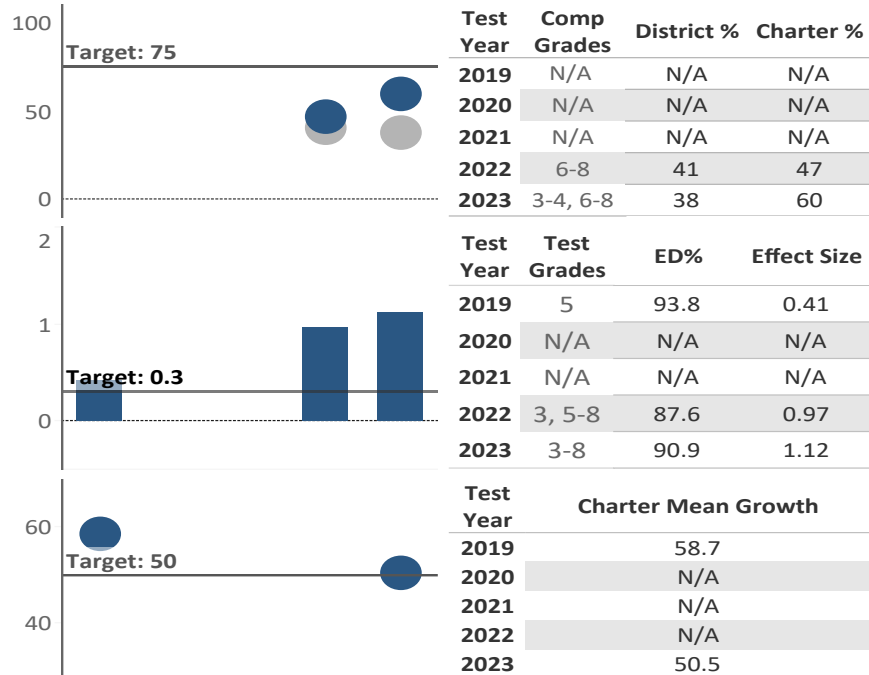 100
Target: 75
50
0
Test Year Comp Grades District % Charter %
2019 N/A N/A N/A
2020 N/A N/A N/A
2021 N/A N/A N/A
2022 6-8 41 47
2023 3-4, 6-8 38 60
2
1
Target: 0.3
0
Test Year Test Grades ED% Effect Size
2019 5 93.8 0.41
2020 N/A N/A N/A
2021 N/A N/A N/A
2022 3, 5-8 87.6 0.97
2023 3-8 90.9 1.12
60
Target: 50
40
Test Year Charter Mean Growth
2019 58.7
2020 N/A
2021 N/A
2022 N/A
2023 50.5